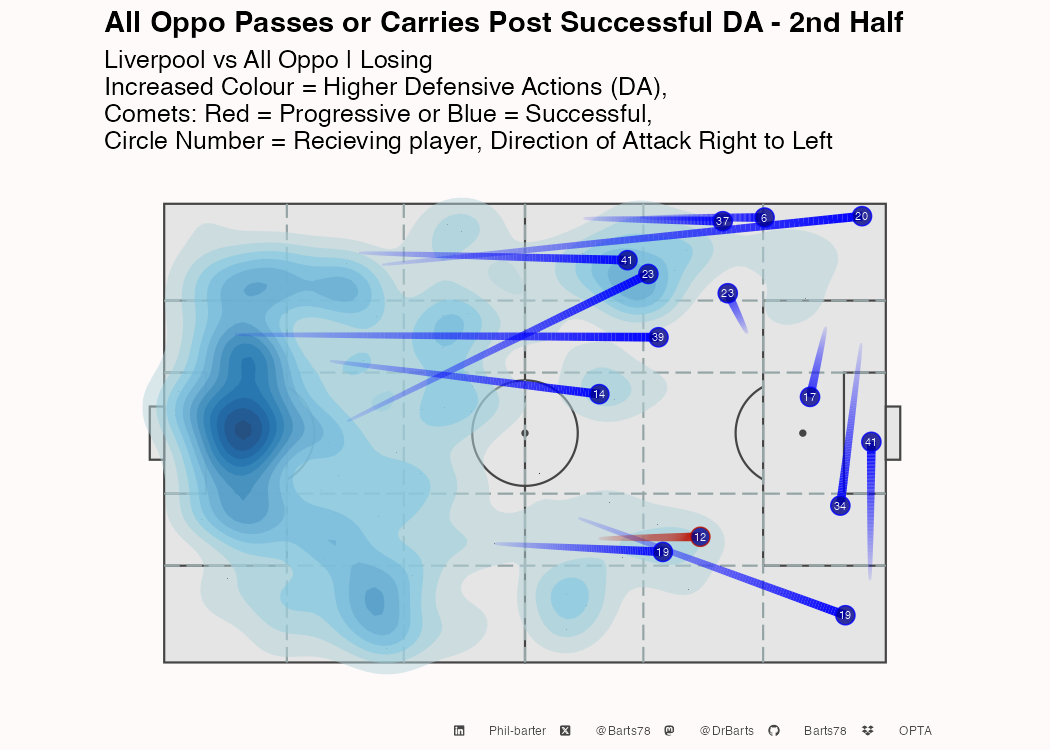 All Oppo Passes or Carries Post Successful DA - 2nd Half
Liverpool vs All Oppo | Losing
Increased Colour = Higher Defensive Actions (DA),
Comets: Red = Progressive or Blue = Successful,
Circle Number = Recieving player, Direction of Attack Right to Left
37 6 20
41
23
23
39
14
17
41
34
12
19
19
Phil-barter @Barts78 @DrBarts Barts78 OPTA